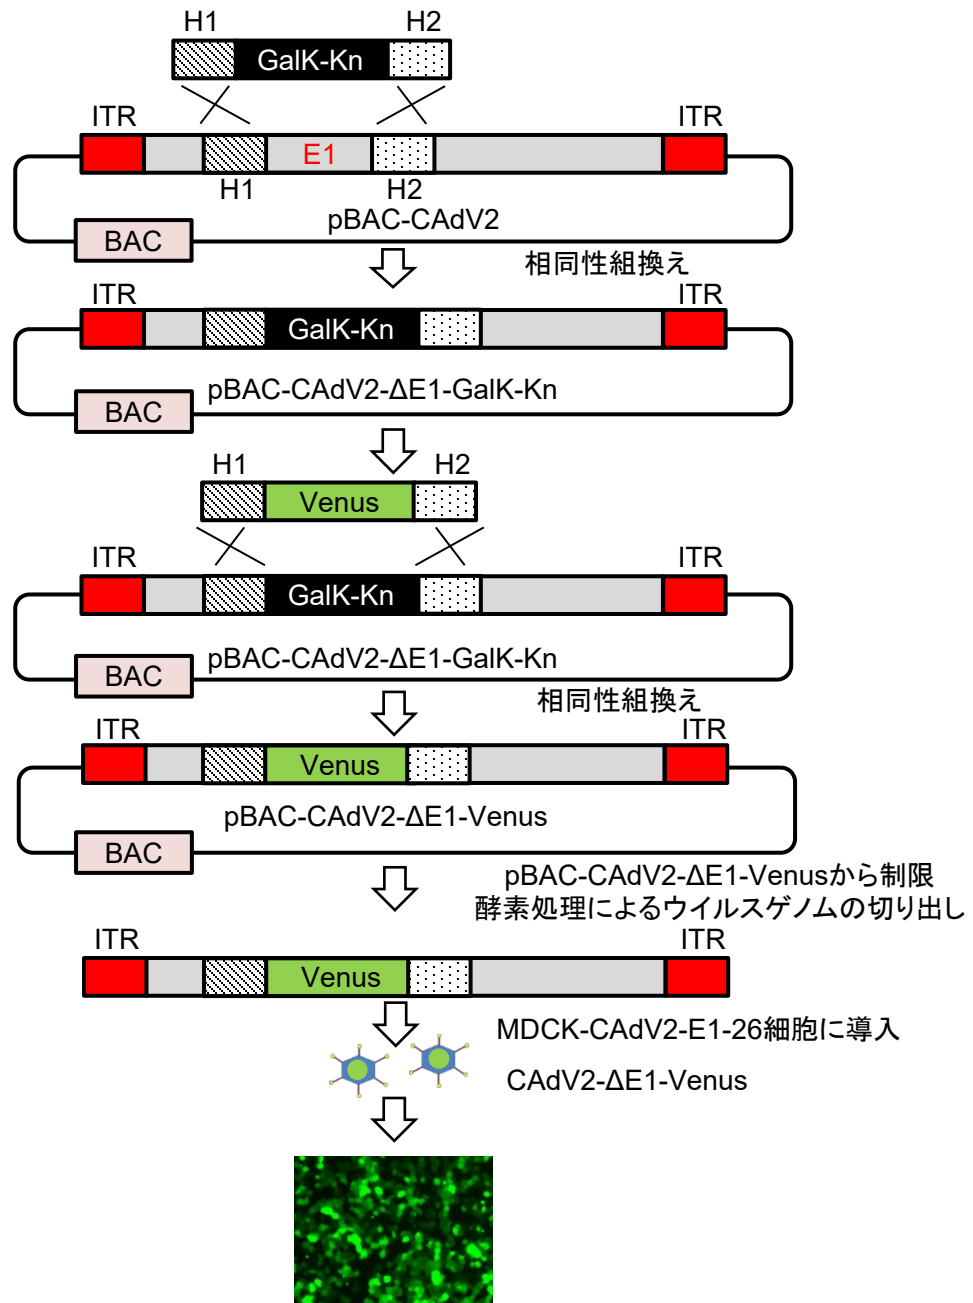 H1 H2
GalK-Kn
ITR ITR
E1
H1 H2
pBAC-CAdV2
BAC
相同性組換え
ITR ITR
GalK-Kn
pBAC-CAdV2-ΔE1-GalK-Kn
BAC
H1 H2
Venus
ITR ITR
GalK-Kn
pBAC-CAdV2-ΔE1-GalK-Kn
BAC
相同性組換え
ITR ITR
Venus
pBAC-CAdV2-ΔE1-Venus
BAC
pBAC-CAdV2-ΔE1-Venusから制限
酵素処理によるウイルスゲノムの切り出し
ITR ITR
Venus
MDCK-CAdV2-E1-26細胞に導入
CAdV2-ΔE1-Venus